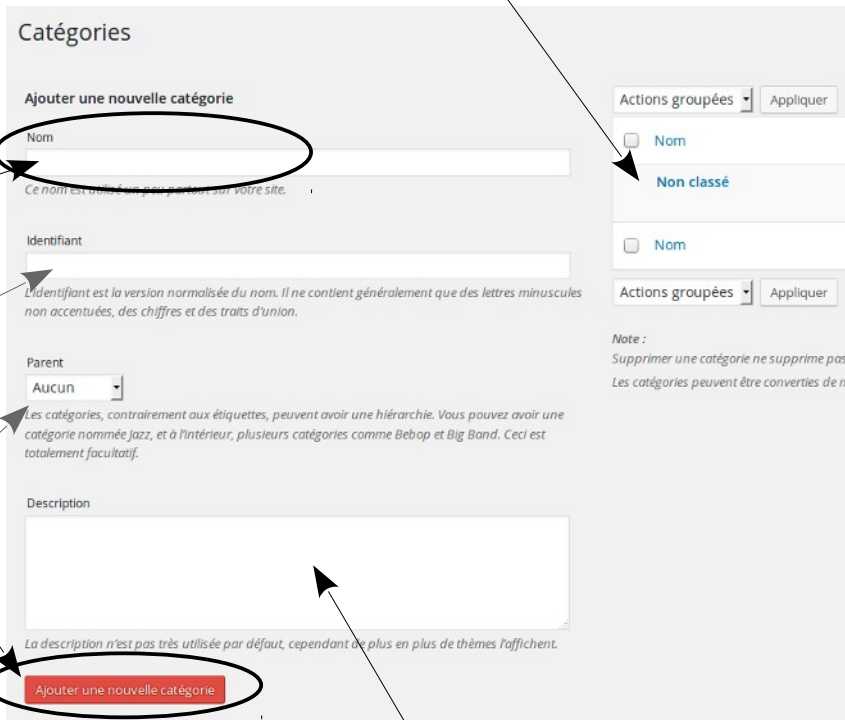 Catégories
Ajouter une nouvelle catégorie
Nom
Ce nom est utilisé un peu partout sur votre site.
Identifiant
L'identifiant est la version normalisée du nom. Il ne contient généralement que des lettres minuscules
non accentuées, des chiffres et des traits d'union.
Parent
Aucun
Les catégories, contrairement aux étiquettes, peuvent avoir une hiérarchie. Vous pouvez avoir une
catégorie nommée Jazz, et à l'intérieur, plusieurs catégories comme Bebop et Big Band. Ceci est
totalement facultatif.
Description
La description n'est pas très utilisée par défaut, cependant de plus en plus de thèmes l'affichent.
Ajouter une nouvelle catégorie
Actions groupées Appliquer
Nom
Non classé
Nom
Actions groupées Appliquer
Note :
Supprimer une catégorie ne supprime pas
Les catégories peuvent être converties de